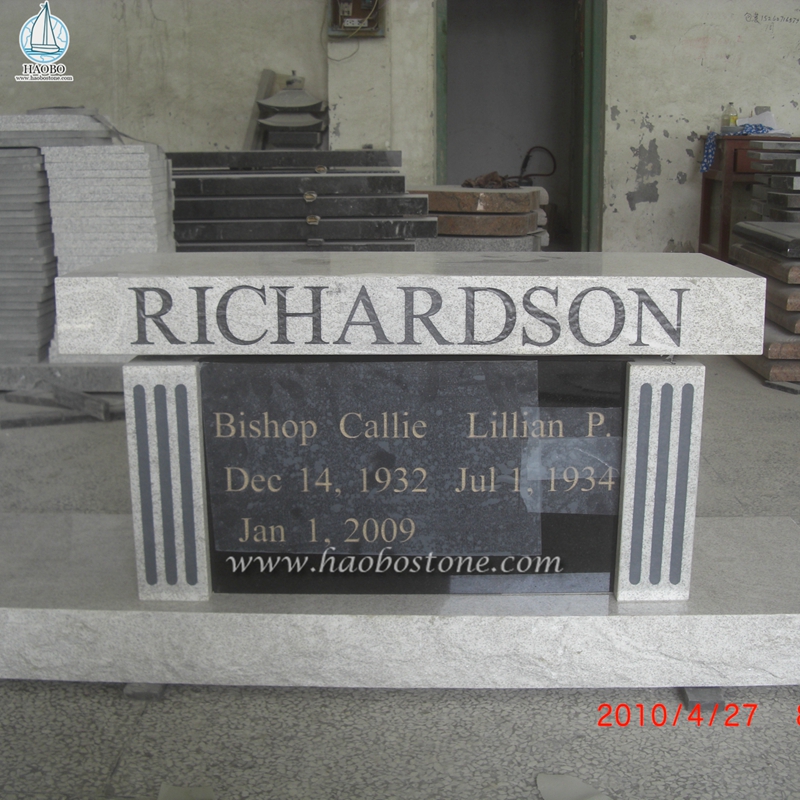 HAOBO
www.haobostone.com
RICHARDSON
Bishop Callie Lillian P.
Dec 14, 1932 Jul 1, 1934
Jan 1, 2009
www.haobostone.com
2010/4/27